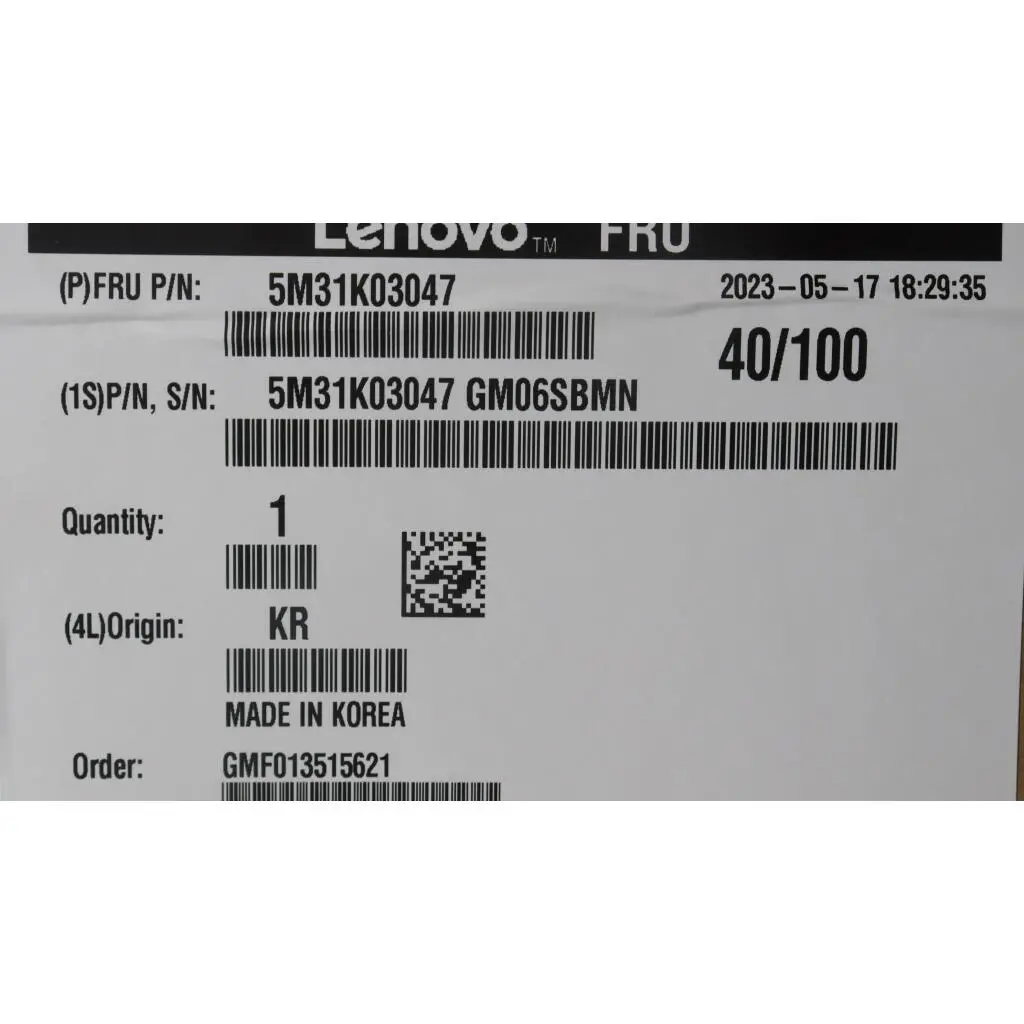 Lenovo™ FRU
(P)FRU P/N: 5M31K03047 2023-05-17 18:29:35
40/100
(1S)P/N, S/N: 5M31K03047 GM06SBMN
Quantity: 1
(4L)Origin: KR
MADE IN KOREA
Order: GMF013515621